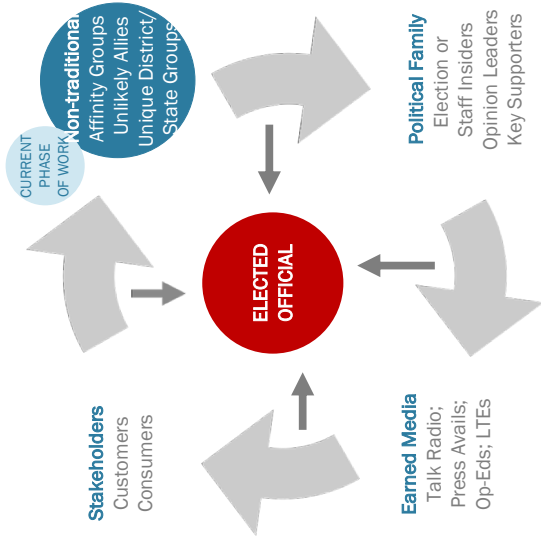 Stakeholders
Customers
Consumers
CURRENT
PHASE
OF WORK
Non-traditional
Affinity Groups
Unlikely Allies
Unique District/
State Groups
ELECTED
OFFICIAL
Earned Media
Talk Radio;
Press Avails;
Op-Eds; LTEs
Political Family
Election or
Staff Insiders
Opinion Leaders
Key Supporters